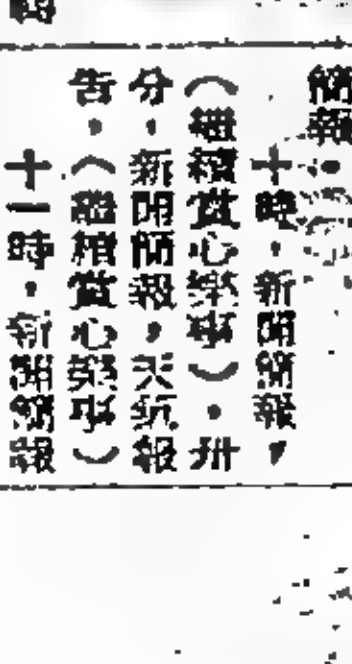 簡報。
十時。新聞簡報，
（繼續賞心樂事）。卅
分，新聞簡報，天氣報
告。（繼續賞心樂事）
十一時。新聞簡報